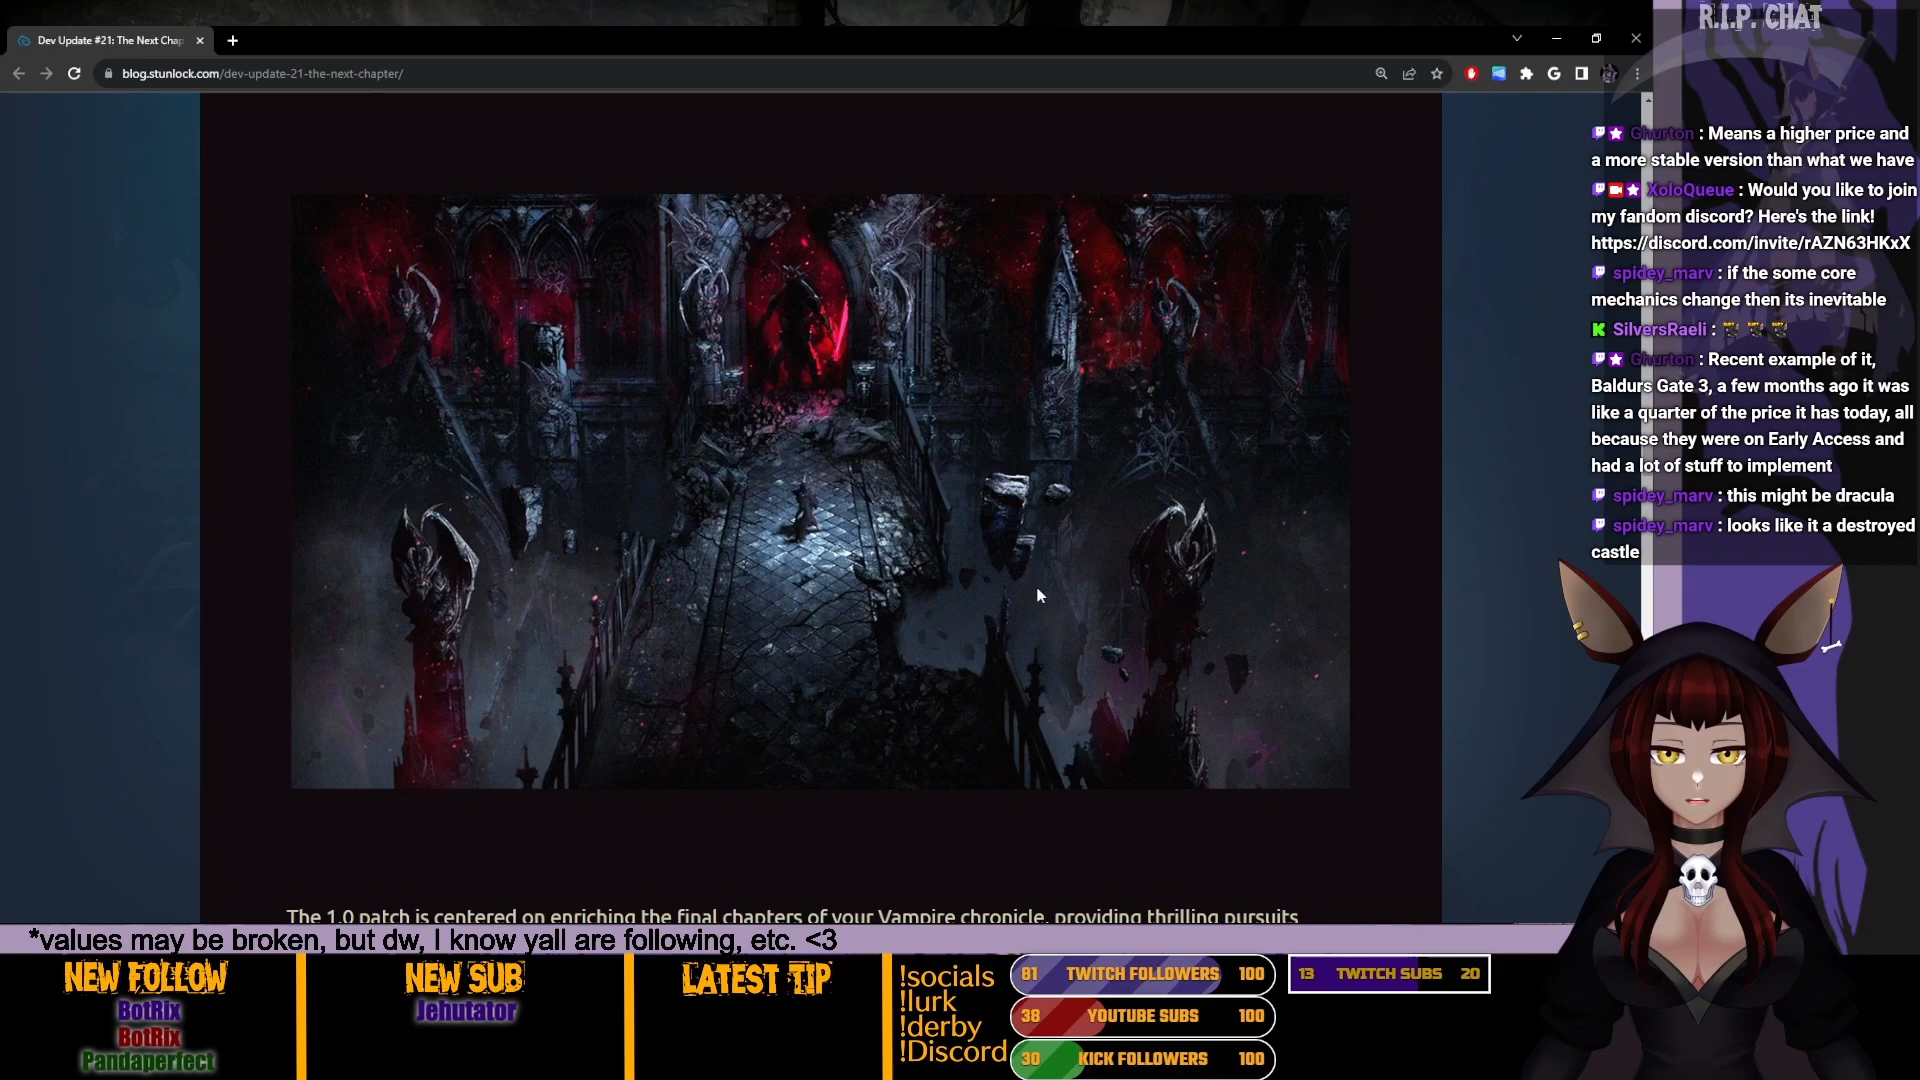 R.I.P. CHAT
Dev Update #21: The Next Chap
blog.stunlock.com/dev-update-21-the-next-chapter/
Ghurton : Means a higher price and
a more stable version than what we have
XoloQueue : Would you like to join
my fandom discord? Here's the link!
https://discord.com/invite/rAZN63HKxX
spidey_marv : if the some core
mechanics change then its inevitable
SilversRaeli :
Ghurton : Recent example of it,
Baldurs Gate 3, a few months ago it was
like a quarter of the price it has today, all
because they were on Early Access and
had a lot of stuff to implement
spidey_marv : this might be dracula
spidey_marv : looks like it a destroyed
castle
The 1.0 patch is centered on enriching the final chapters of your Vampire chronicle, providing thrilling pursuits
*values may be broken, but dw, I know yall are following, etc. <3
NEW FOLLOW
BotRix
BotRix
Pandaperfect
NEW SUB
Jehutator
LATEST TIP
!socials
!lurk
!derby
!Discord
81 TWITCH FOLLOWERS 100
38 YOUTUBE SUBS 100
30 KICK FOLLOWERS 100
13 TWITCH SUBS 20